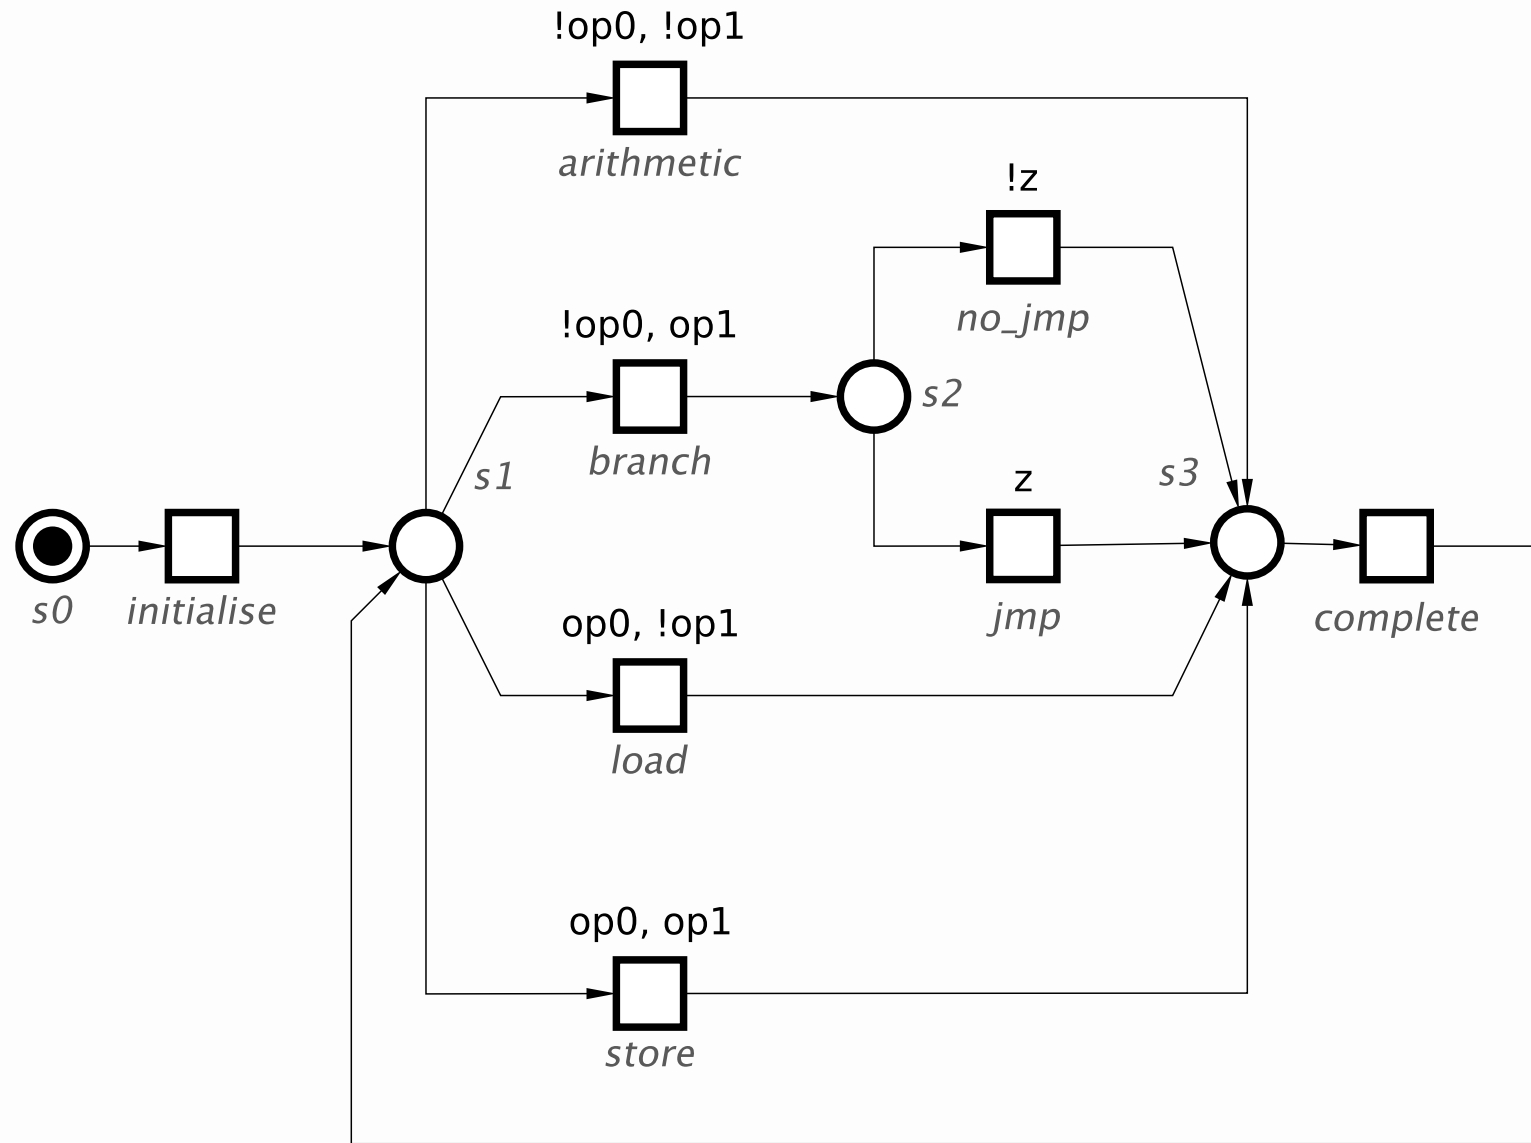 !op0, !op1
arithmetic
!z
no_jmp
!op0, op1
branch
s2
s1
z
s3
s0
initialise
jmp
complete
op0, !op1
load
op0, op1
store